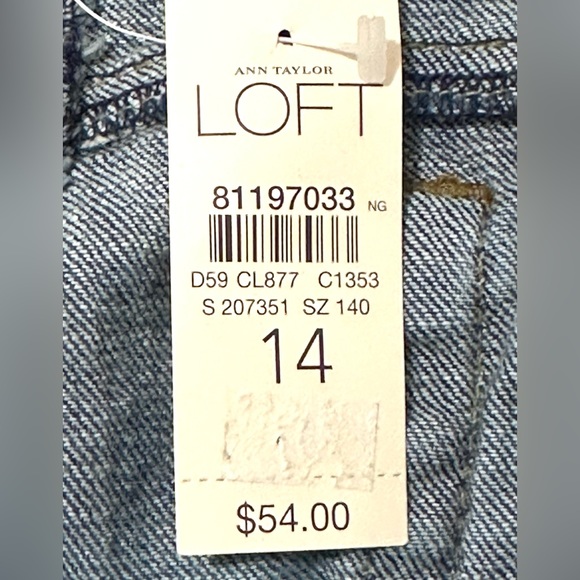 ANN TAYLOR
LOFT
81197033 NG
D59 CL877 C1353
S 207351 SZ 140
14
$54.00